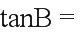 tanB =